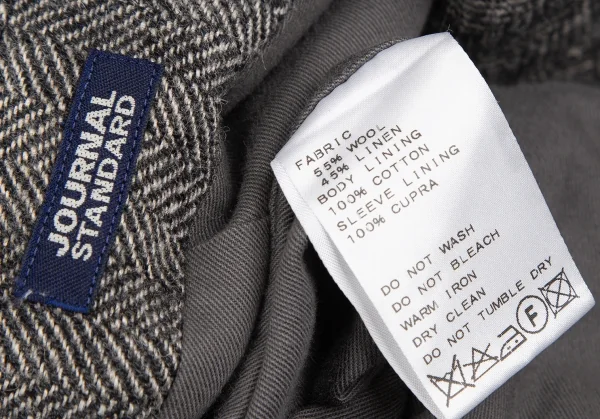 JOURNAL
STANDARD
FABRIC
55% WOOL
45% LINEN
BODY LINING
100% COTTON
SLEEVE LINING
100% CUPRA
DO NOT WASH
DO NOT BLEACH
WARM IRON
DRY CLEAN
DO NOT TUMBLE DRY
F